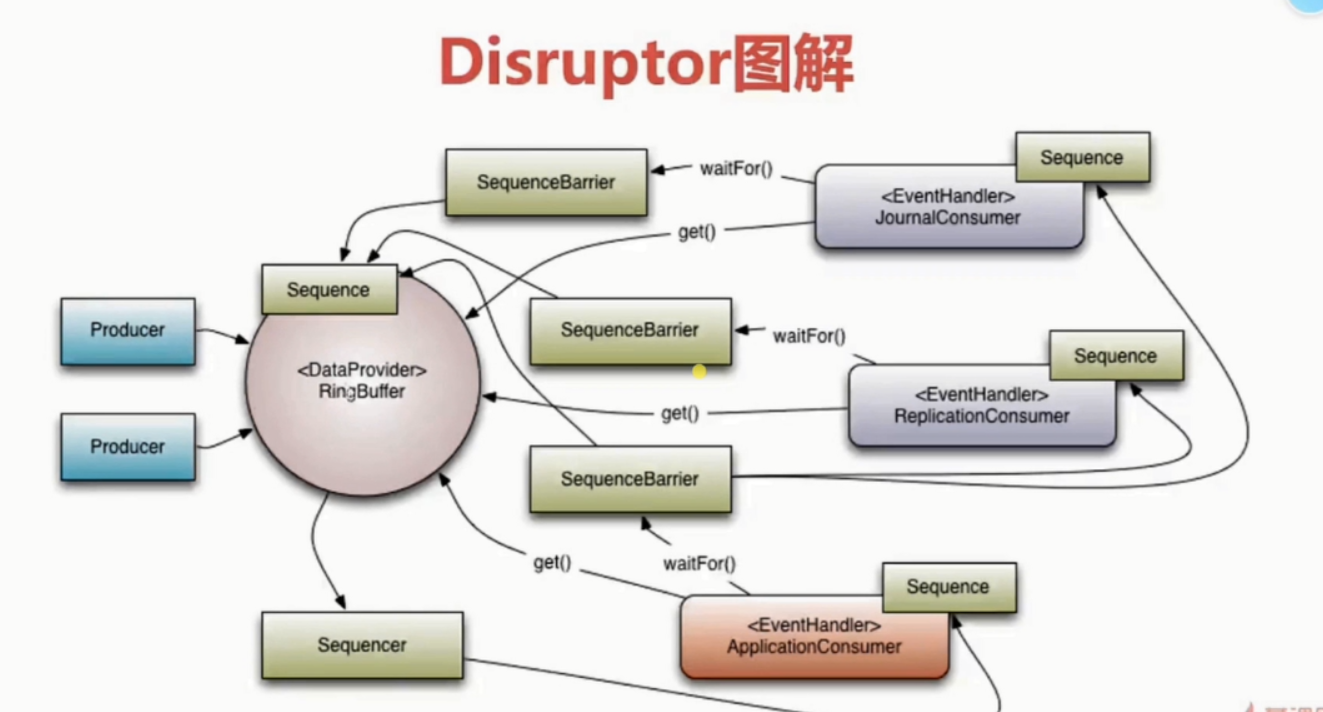 Disruptor图解
Sequence
SequenceBarrier
waitFor()
<EventHandler>
JournalConsumer
get()
Sequence
Producer
SequenceBarrier
waitFor()
Sequence
<DataProvider>
RingBuffer
<EventHandler>
ReplicationConsumer
get()
Producer
SequenceBarrier
get()
waitFor()
Sequence
Sequencer
<EventHandler>
ApplicationConsumer